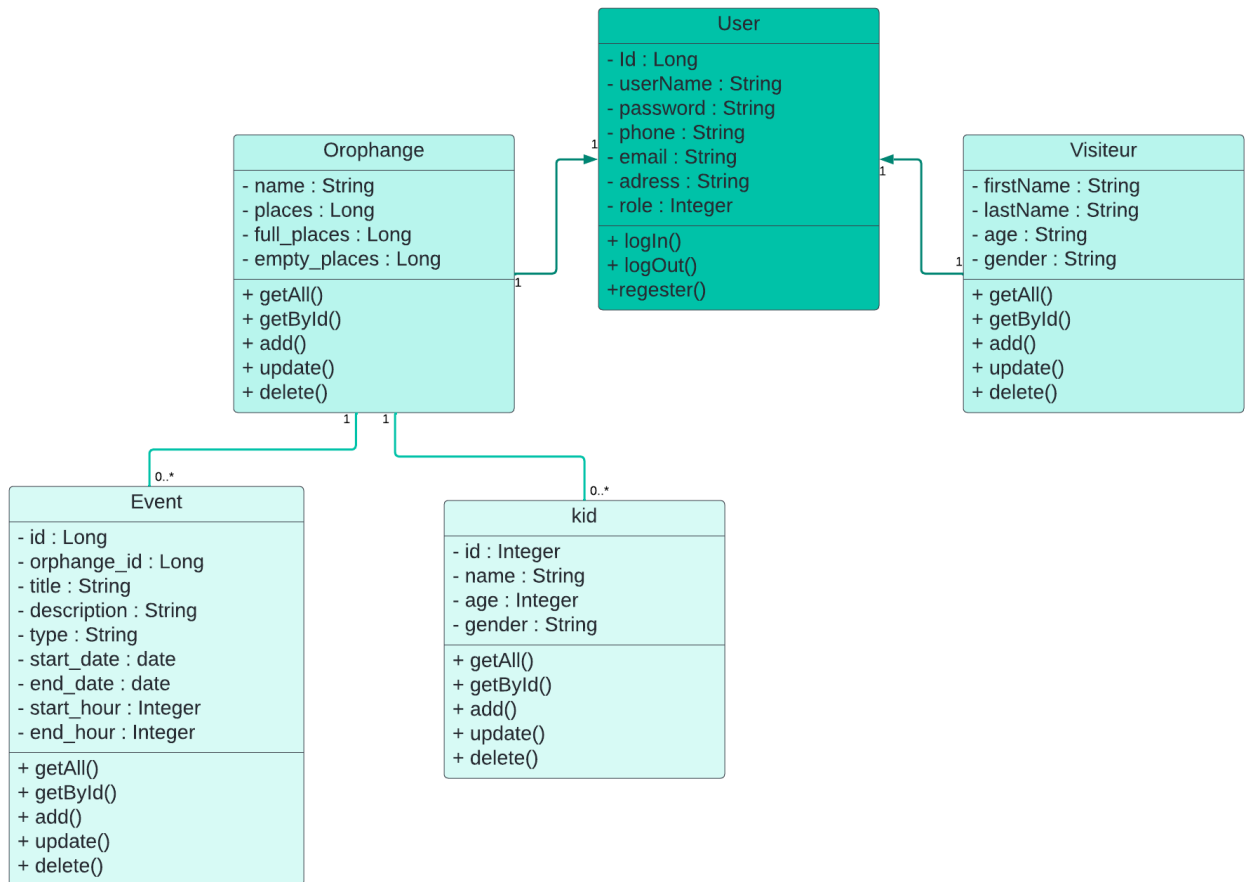 User
- Id : Long
- userName : String
- password : String
- phone : String
- email : String
- adress : String
- role : Integer
+ logIn()
+ logOut()
+regester()
Orophange
- name : String
- places : Long
- full_places : Long
- empty_places : Long
+ getAll()
+ getById()
+ add()
+ update()
+ delete()
Visiteur
- firstName : String
- lastName : String
- age : String
- gender : String
+ getAll()
+ getById()
+ add()
+ update()
+ delete()
1
1
1
1
1
1
0..*
0..*
Event
- id : Long
- orphange_id : Long
- title : String
- description : String
- type : String
- start_date : date
- end_date : date
- start_hour : Integer
- end_hour : Integer
+ getAll()
+ getById()
+ add()
+ update()
+ delete()
kid
- id : Integer
- name : String
- age : Integer
- gender : String
+ getAll()
+ getById()
+ add()
+ update()
+ delete()